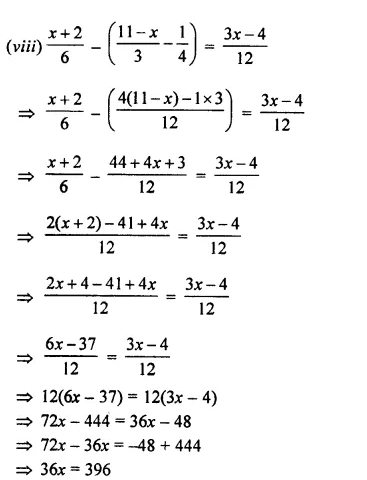 (viii) (x+2)/6 − ((11−x)/3 − 1/4) = (3x−4)/12
⇒ (x+2)/6 − ((4(11−x)−1×3)/12) = (3x−4)/12
⇒ (x+2)/6 − (44+4x+3)/12 = (3x−4)/12
⇒ (2(x+2)−41+4x)/12 = (3x−4)/12
⇒ (2x+4−41+4x)/12 = (3x−4)/12
⇒ (6x−37)/12 = (3x−4)/12
⇒ 12(6x − 37) = 12(3x − 4)
⇒ 72x − 444 = 36x − 48
⇒ 72x − 36x = −48 + 444
⇒ 36x = 396